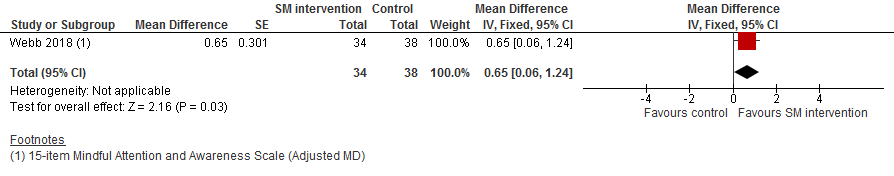 SM intervention Control Mean Difference Mean Difference
Study or Subgroup Mean Difference SE Total Total Weight IV, Fixed, 95% CI IV, Fixed, 95% CI
Webb 2018 (1) 0.65 0.301 34 38 100.0% 0.65 [0.06, 1.24]
Total (95% CI) 34 38 100.0% 0.65 [0.06, 1.24]
Heterogeneity: Not applicable
Test for overall effect: Z = 2.16 (P = 0.03)
-4 -2 0 2 4
Favours control Favours SM intervention
Footnotes
(1) 15-item Mindful Attention and Awareness Scale (Adjusted MD)